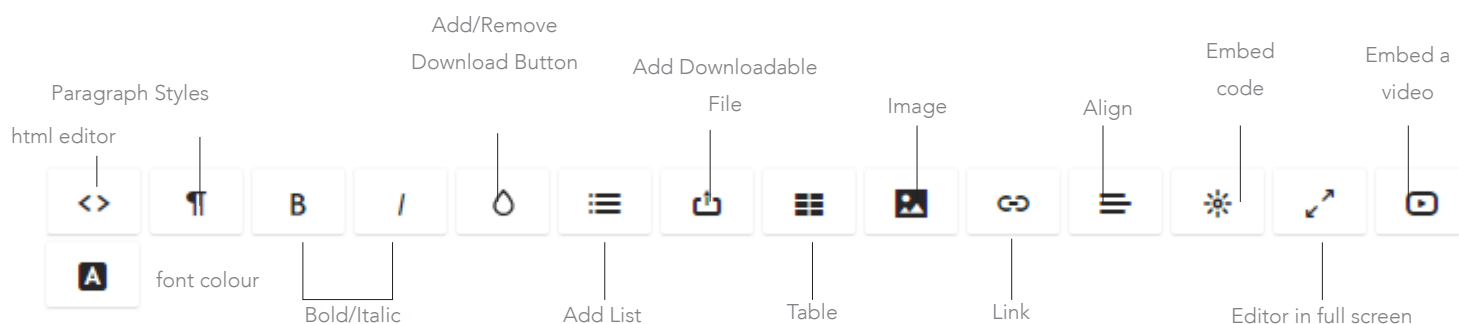 Add/Remove
Download Button
Add Downloadable
File
Embed
code
Embed a
video
Paragraph Styles
Image
Align
html editor
B
I
A
font colour
Bold/Italic
Add List
Table
Link
Editor in full screen